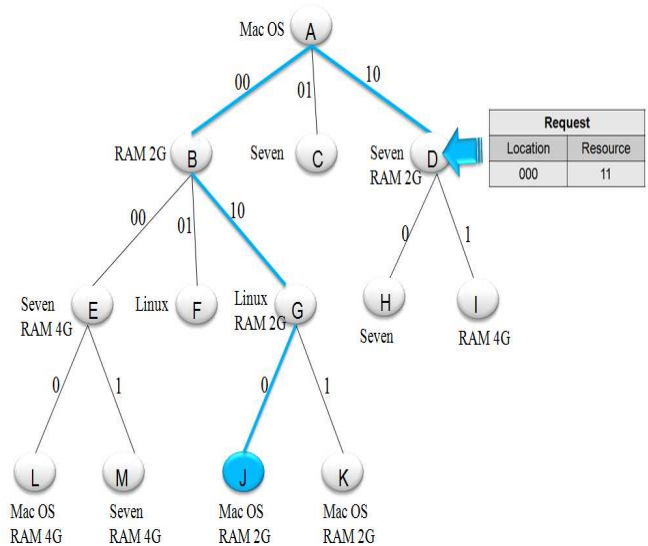 Mac OS
A
00
01
10
Request
Location Resource
000 11
RAM 2G
B
Seven
C
Seven
RAM 2G
D
00
01
10
0
1
Seven
RAM 4G
E
Linux
F
Linux
RAM 2G
G
H
Seven
I
RAM 4G
0
1
0
1
L
M
J
K
Mac OS
RAM 4G
Seven
RAM 4G
Mac OS
RAM 2G
Mac OS
RAM 2G